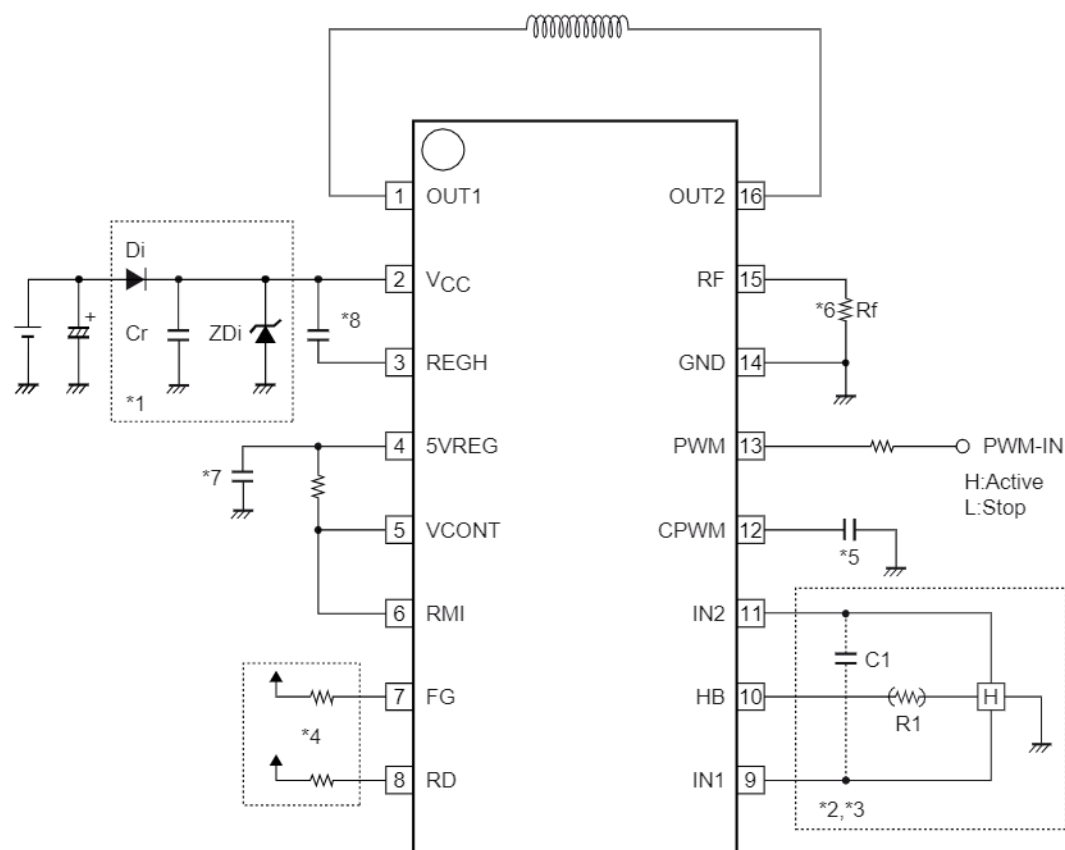 1 OUT1
OUT2 16
Di
2 VCC
RF 15
+
*8
*6 Rf
Cr
ZDi
3 REGH
GND 14
*1
4 5VREG
PWM 13
PWM-IN
*7
H:Active
L:Stop
5 VCONT
CPWM 12
*5
6 RMI
IN2 11
C1
7 FG
HB 10
H
*4
R1
8 RD
IN1 9
*2,*3